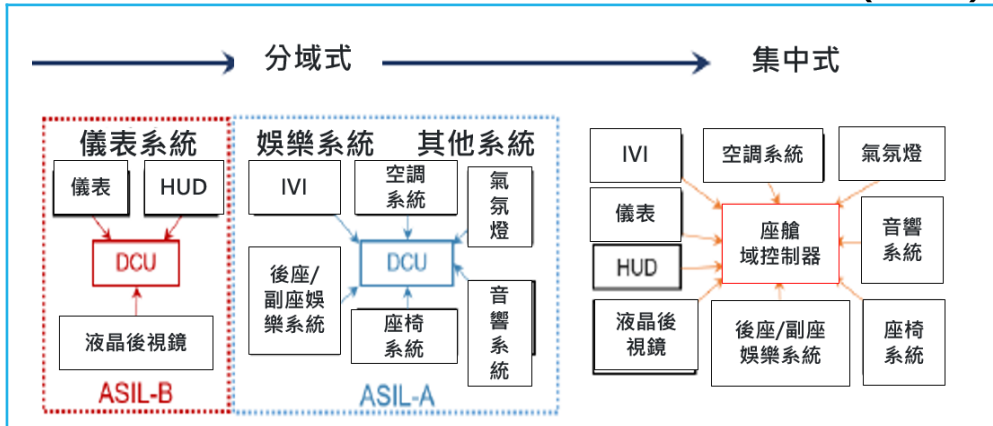 分域式
集中式
儀表系統
儀表
HUD
DCU
液晶後視鏡
ASIL-B
娛樂系統
其他系統
IVI
空調
系統
氣
氛
燈
DCU
後座/
副座娛
樂系統
座椅
系統
音
響
系
統
ASIL-A
IVI
空調系統
氣氛燈
儀表
座艙
域控制器
音響
系統
HUD
液晶後
視鏡
後座/副座
娛樂系統
座椅
系統